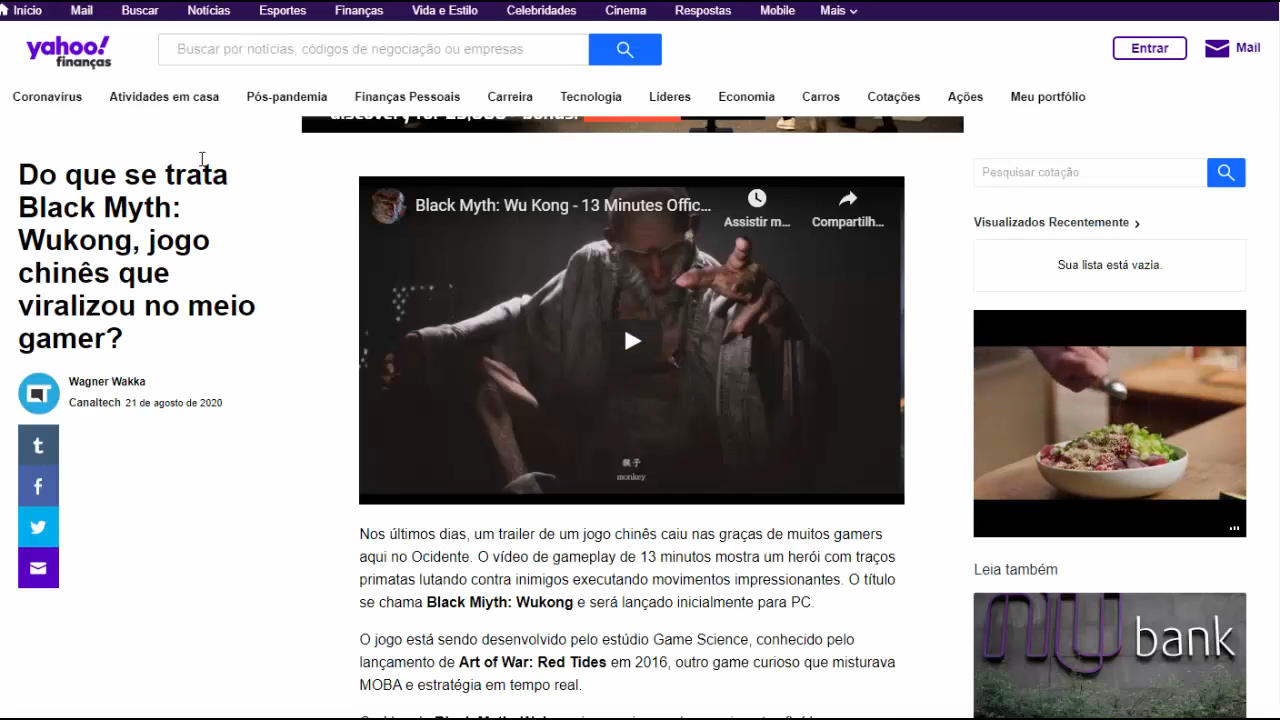 Início Mail Buscar Notícias Esportes Finanças Vida e Estilo Celebridades Cinema Respostas Mobile Mais
yahoo!
finanças
Buscar por notícias, códigos de negociação ou empresas
Entrar
Mail
Coronavírus Atividades em casa Pós-pandemia Finanças Pessoais Carreira Tecnologia Líderes Economia Carros Cotações Ações Meu portfólio
Do que se trata
Black Myth:
Wukong, jogo
chinês que
viralizou no meio
gamer?
Wagner Wakka
Canaltech 21 de agosto de 2020
Black Myth: Wu Kong - 13 Minutes Offic...
Assistir m...
Compartilh...
猴子
monkey
Nos últimos dias, um trailer de um jogo chinês caiu nas graças de muitos gamers
aqui no Ocidente. O vídeo de gameplay de 13 minutos mostra um herói com traços
primatas lutando contra inimigos executando movimentos impressionantes. O título
se chama Black Miyth: Wukong e será lançado inicialmente para PC.
O jogo está sendo desenvolvido pelo estúdio Game Science, conhecido pelo
lançamento de Art of War: Red Tides em 2016, outro game curioso que misturava
MOBA e estratégia em tempo real.
Pesquisar cotação
Visualizados Recentemente
Sua lista está vazia.
Leia também
nu bank